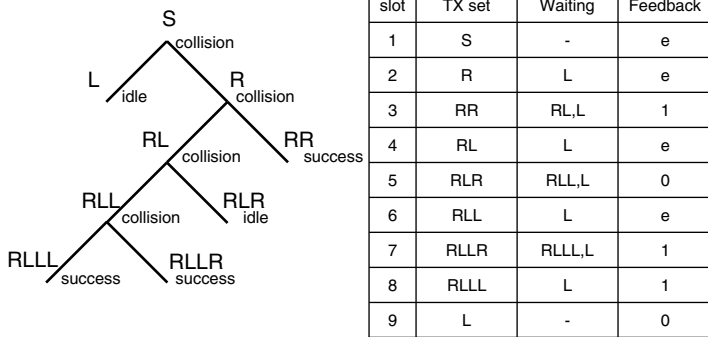 S
collision
L
idle
R
collision
RL
collision
RR
success
RLL
collision
RLR
idle
RLLL
success
RLLR
success
slot TX set Waiting Feedback
1 S - e
2 R L e
3 RR RL,L 1
4 RL L e
5 RLR RLL,L 0
6 RLL L e
7 RLLR RLLL,L 1
8 RLLL L 1
9 L - 0